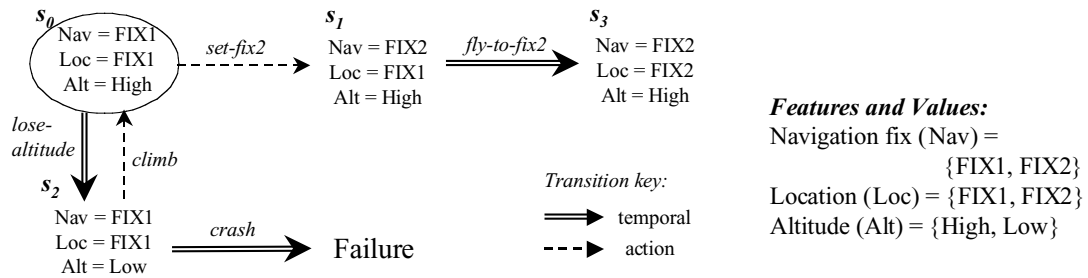 s0
Nav = FIX1
Loc = FIX1
Alt = High
set-fix2
s1
Nav = FIX2
Loc = FIX1
Alt = High
fly-to-fix2
s3
Nav = FIX2
Loc = FIX2
Alt = High
lose-
altitude
climb
s2
Nav = FIX1
Loc = FIX1
Alt = Low
crash
Failure
Transition key:
temporal
action
Features and Values:
Navigation fix (Nav) =
{FIX1, FIX2}
Location (Loc) = {FIX1, FIX2}
Altitude (Alt) = {High, Low}